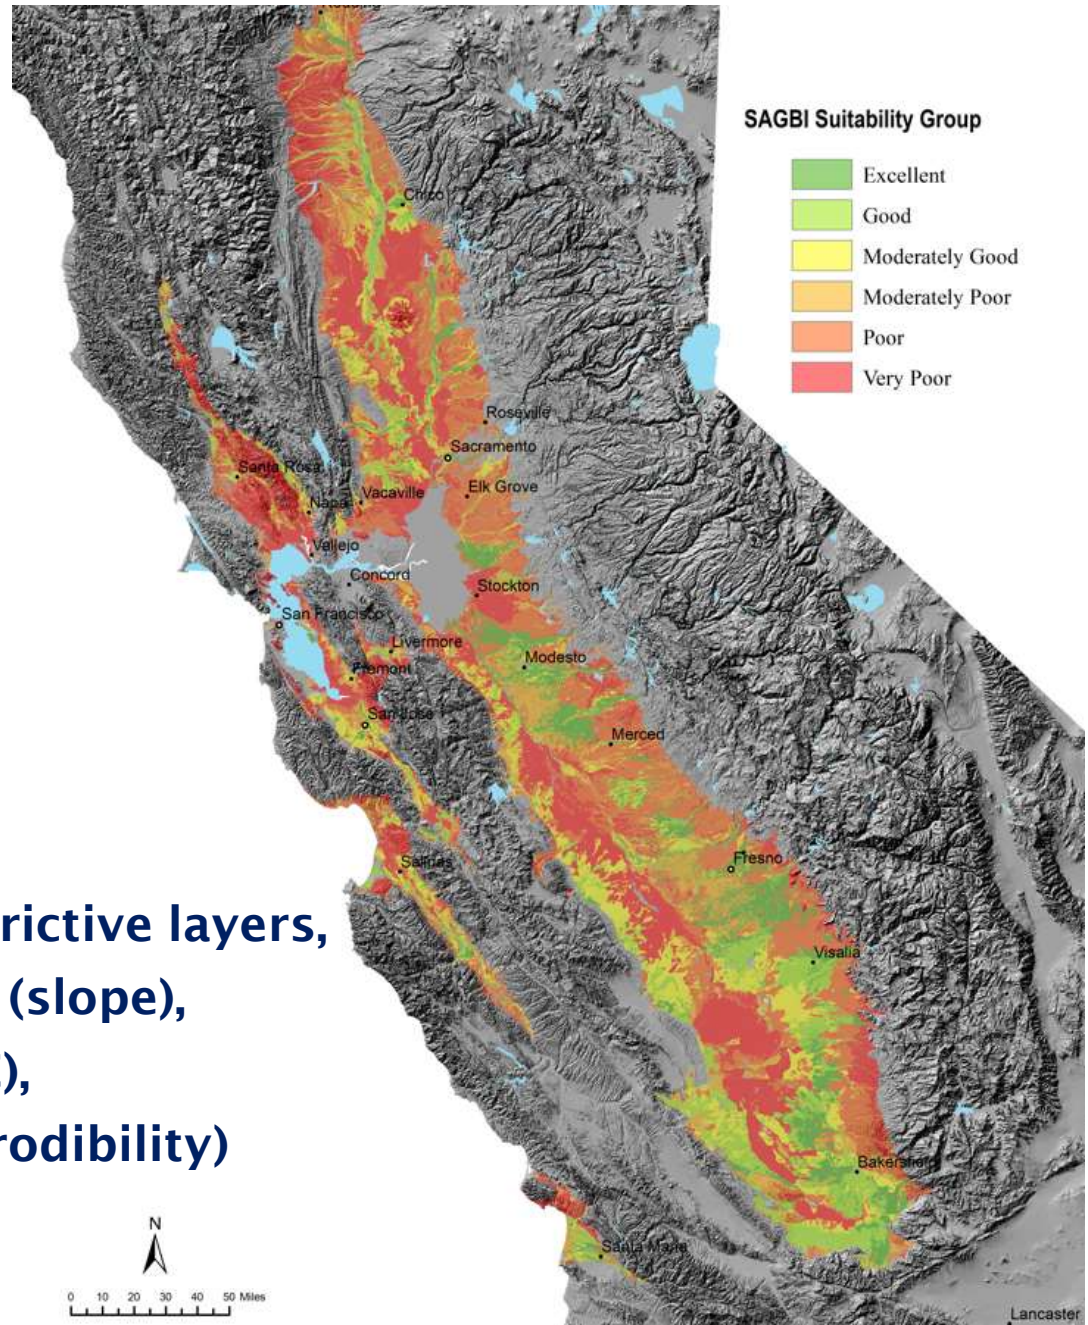 SAGBI Suitability Group
Excellent
Good
Moderately Good
Moderately Poor
Poor
Very Poor
Chico
Roseville
Sacramento
Santa Rosa
Elk Grove
Vacaville
Napa
Vallejo
Concord
Stockton
San Francisco
Livermore
Modesto
Fremont
San Jose
Merced
Fresno
Salinas
rictive layers,
Visalia
(slope),
),
rodibility)
Bakersfield
N
Santa Maria
0 10 20 30 40 50 Miles
Lancaster